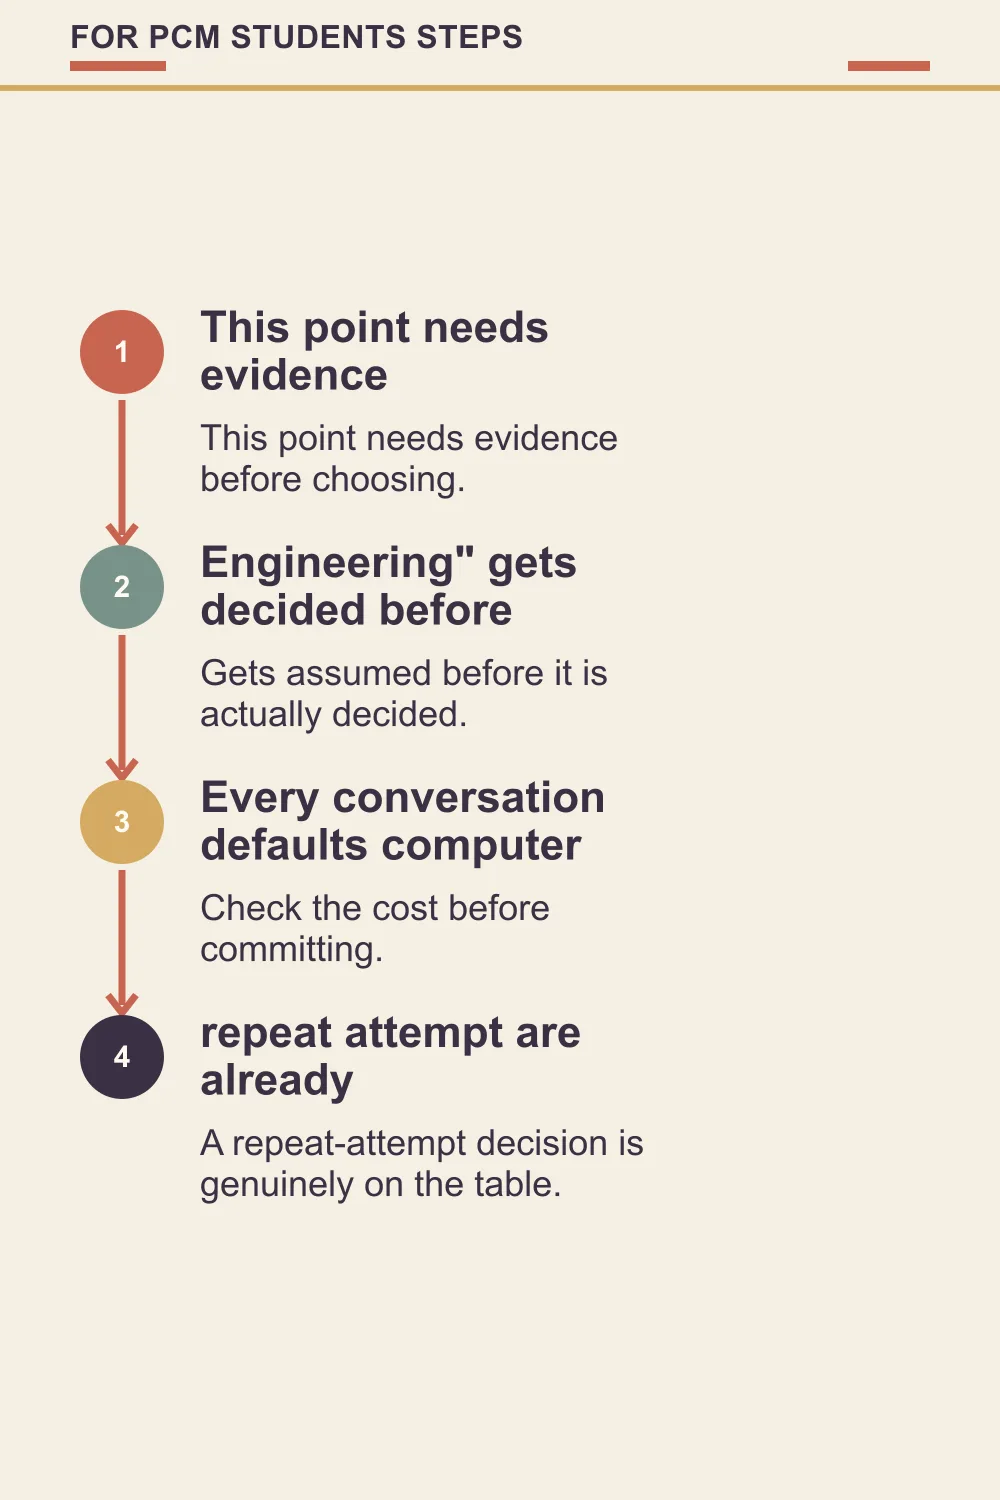 FOR PCM STUDENTS STEPS
1
This point needs
evidence
This point needs evidence
before choosing.
2
Engineering" gets
decided before
Gets assumed before it is
actually decided.
3
Every conversation
defaults computer
Check the cost before
committing.
4
repeat attempt are
already
A repeat-attempt decision is
genuinely on the table.